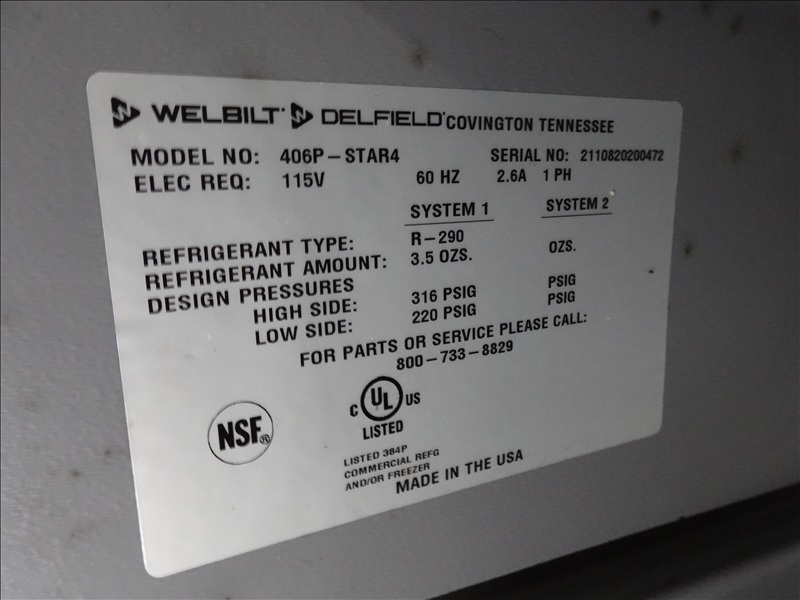 WELBILT DELFIELD COVINGTON TENNESSEE
MODEL NO: 406P-STAR4 SERIAL NO: 2110820200472
ELEC REQ: 115V 60 HZ 2.6A 1 PH
SYSTEM 1 SYSTEM 2
REFRIGERANT TYPE: R-290
REFRIGERANT AMOUNT: 3.5 OZS. OZS.
DESIGN PRESSURES
HIGH SIDE: 316 PSIG PSIG
LOW SIDE: 220 PSIG PSIG
FOR PARTS OR SERVICE PLEASE CALL:
800-733-8829
NSF®
C UL US
LISTED
LISTED 384P
COMMERCIAL REFG
AND/OR FREEZER
MADE IN THE USA